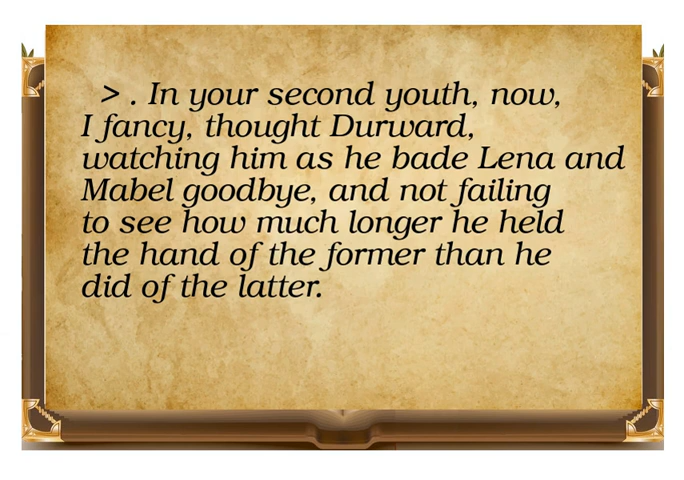 > . In your second youth, now,
I fancy, thought Durward,
watching him as he bade Lena and
Mabel goodbye, and not failing
to see how much longer he held
the hand of the former than he
did of the latter.